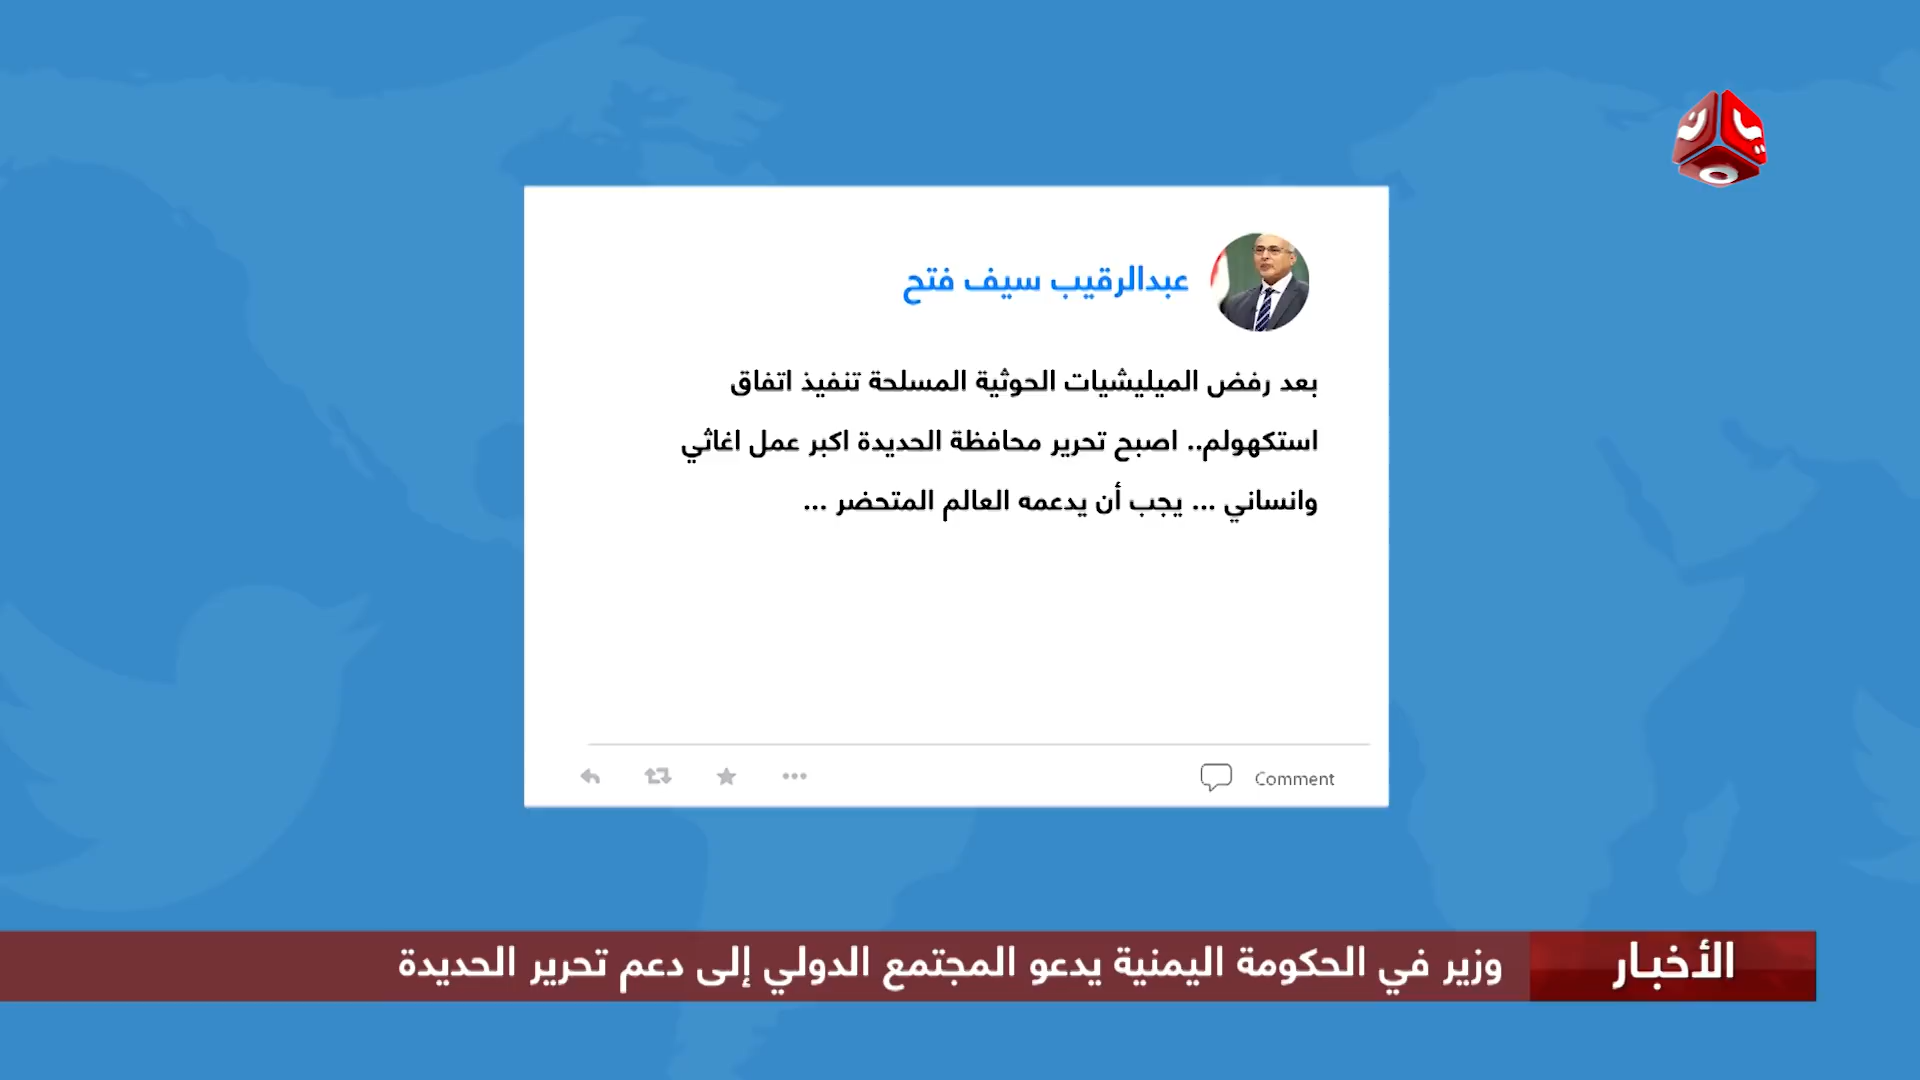 عبدالرقيب سيف فتح
بعد رفض الميليشيات الحوثية المسلحة تنفيذ اتفاق
استكهولم.. اصبح تحرير محافظة الحديدة اكبر عمل اغاثي
وانساني ... يجب أن يدعمه العالم المتحضر ...
Comment
الأخبار
وزير في الحكومة اليمنية يدعو المجتمع الدولي إلى دعم تحرير الحديدة